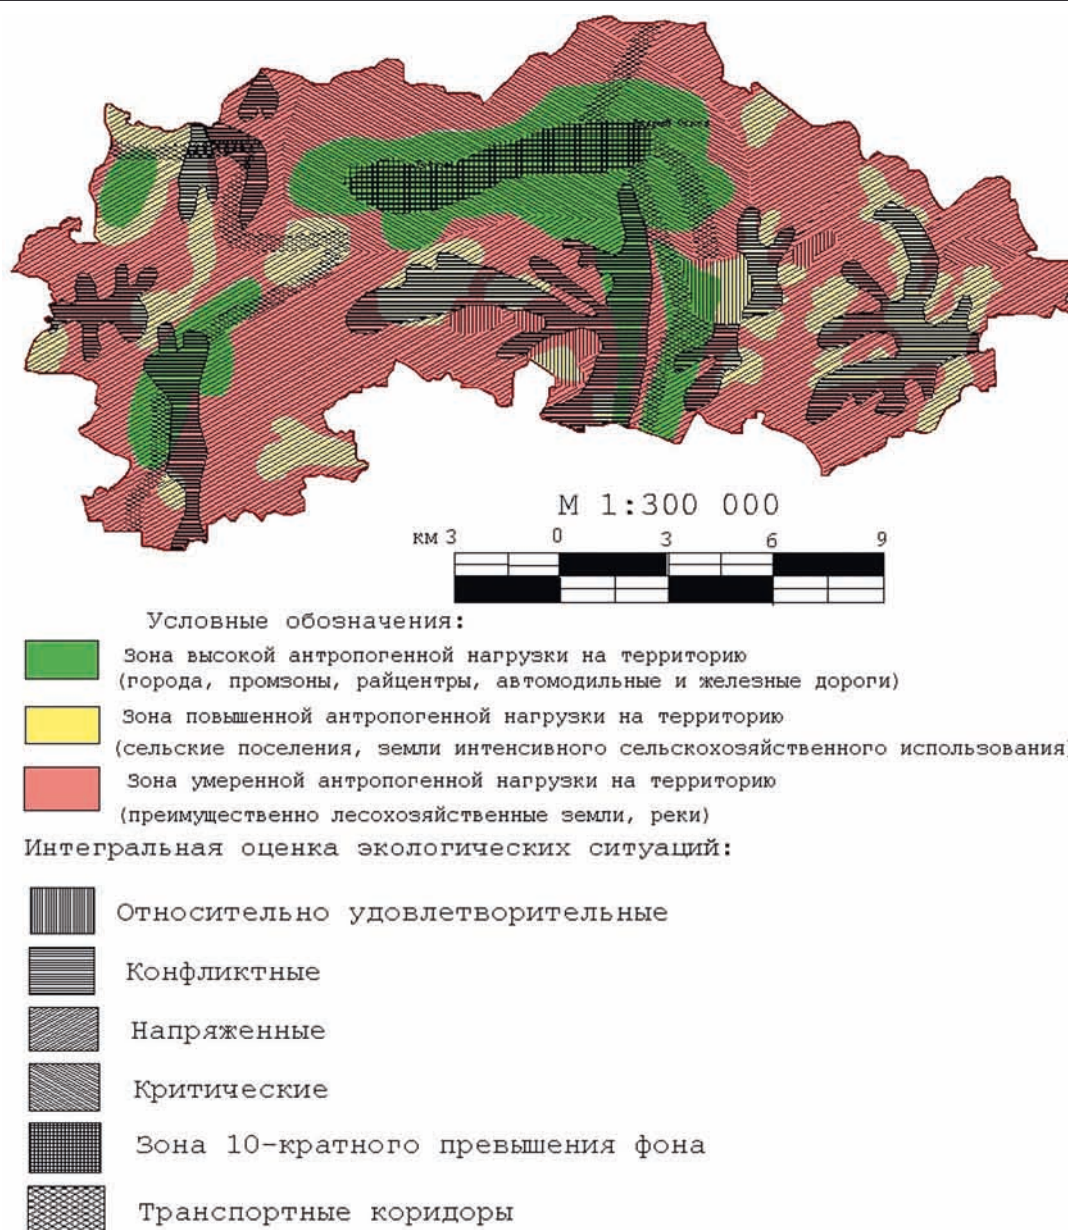 М 1:300 000
км 3 0 3 6 9
Условные обозначения:
Зона высокой антропогенной нагрузки на территорию
(города, промзоны, райцентры, автомодильные и железные дороги)
Зона повышенной антропогенной нагрузки на территорию
(сельские поселения, земли интенсивного сельскохозяйственного использования)
Зона умеренной антропогенной нагрузки на территорию
(преимущественно лесохозяйственные земли, реки)
Интегральная оценка экологических ситуаций:
Относительно удовлетворительные
Конфликтные
Напряженные
Критические
Зона 10-кратного превышения фона
Транспортные коридоры